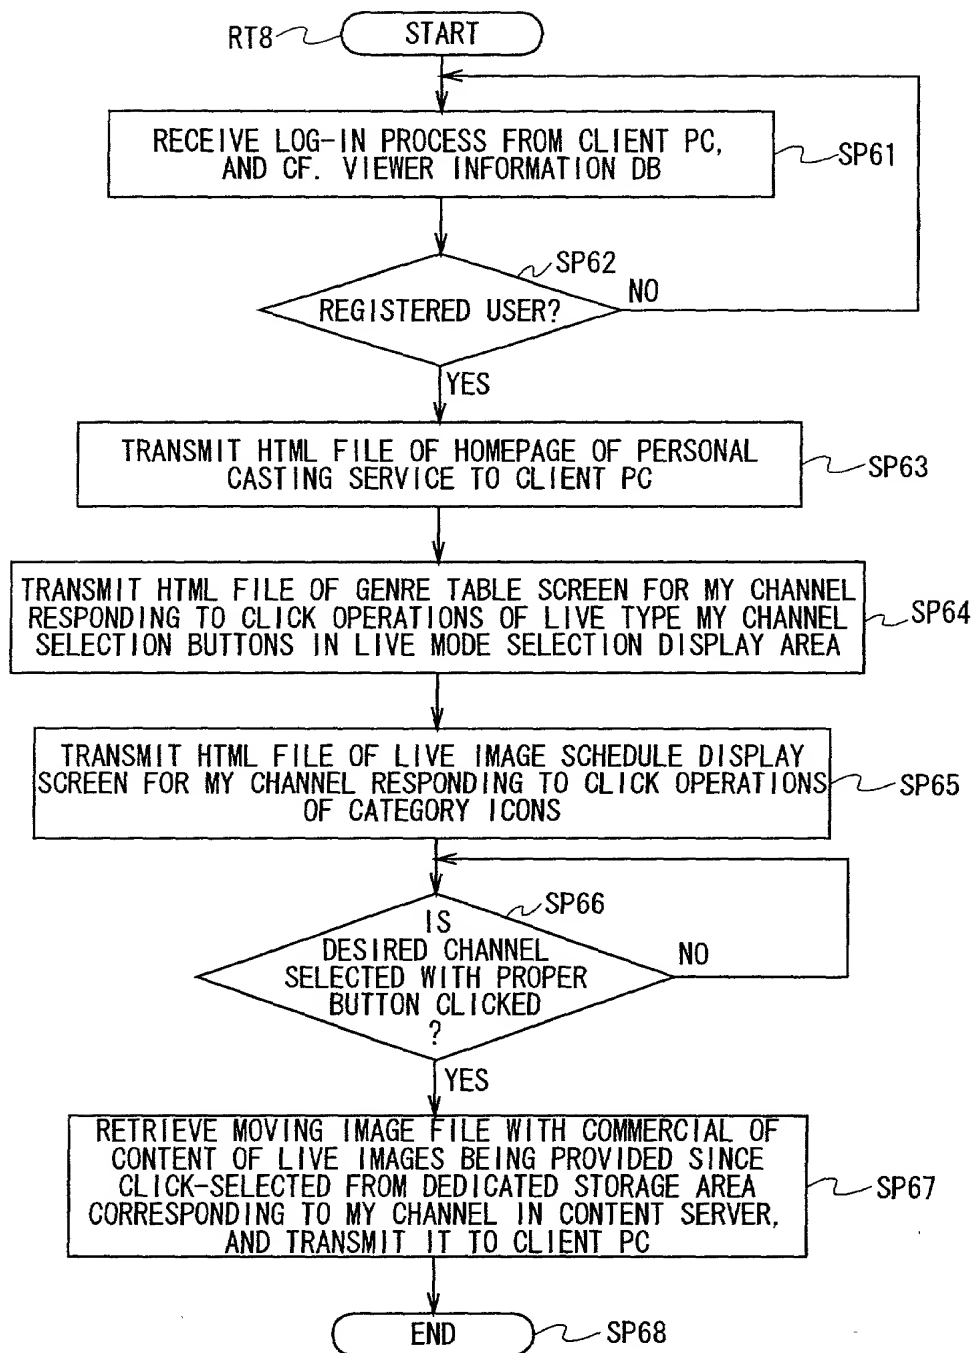 RT8
START
RECEIVE LOG-IN PROCESS FROM CLIENT PC,
AND CF. VIEWER INFORMATION DB
SP61
SP62
REGISTERED USER?
NO
YES
TRANSMIT HTML FILE OF HOMEPAGE OF PERSONAL
CASTING SERVICE TO CLIENT PC
SP63
TRANSMIT HTML FILE OF GENRE TABLE SCREEN FOR MY CHANNEL
RESPONDING TO CLICK OPERATIONS OF LIVE TYPE MY CHANNEL
SELECTION BUTTONS IN LIVE MODE SELECTION DISPLAY AREA
SP64
TRANSMIT HTML FILE OF LIVE IMAGE SCHEDULE DISPLAY
SCREEN FOR MY CHANNEL RESPONDING TO CLICK OPERATIONS
OF CATEGORY ICONS
SP65
SP66
IS
DESIRED CHANNEL
SELECTED WITH PROPER
BUTTON CLICKED
?
NO
YES
RETRIEVE MOVING IMAGE FILE WITH COMMERCIAL OF
CONTENT OF LIVE IMAGES BEING PROVIDED SINCE
CLICK-SELECTED FROM DEDICATED STORAGE AREA
CORRESPONDING TO MY CHANNEL IN CONTENT SERVER,
AND TRANSMIT IT TO CLIENT PC
SP67
END
SP68